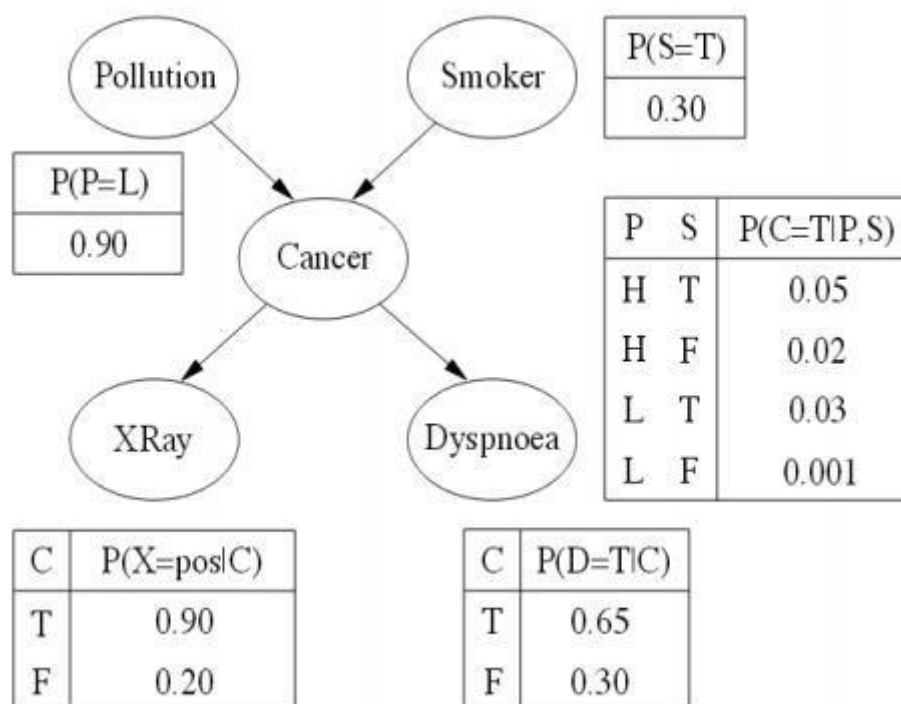 Pollution
Smoker
P(S=T)
0.30
P(P=L)
0.90
Cancer
P S P(C=T|P,S)
H T 0.05
H F 0.02
L T 0.03
L F 0.001
XRay
Dyspnoea
C P(X=pos|C)
T 0.90
F 0.20
C P(D=T|C)
T 0.65
F 0.30